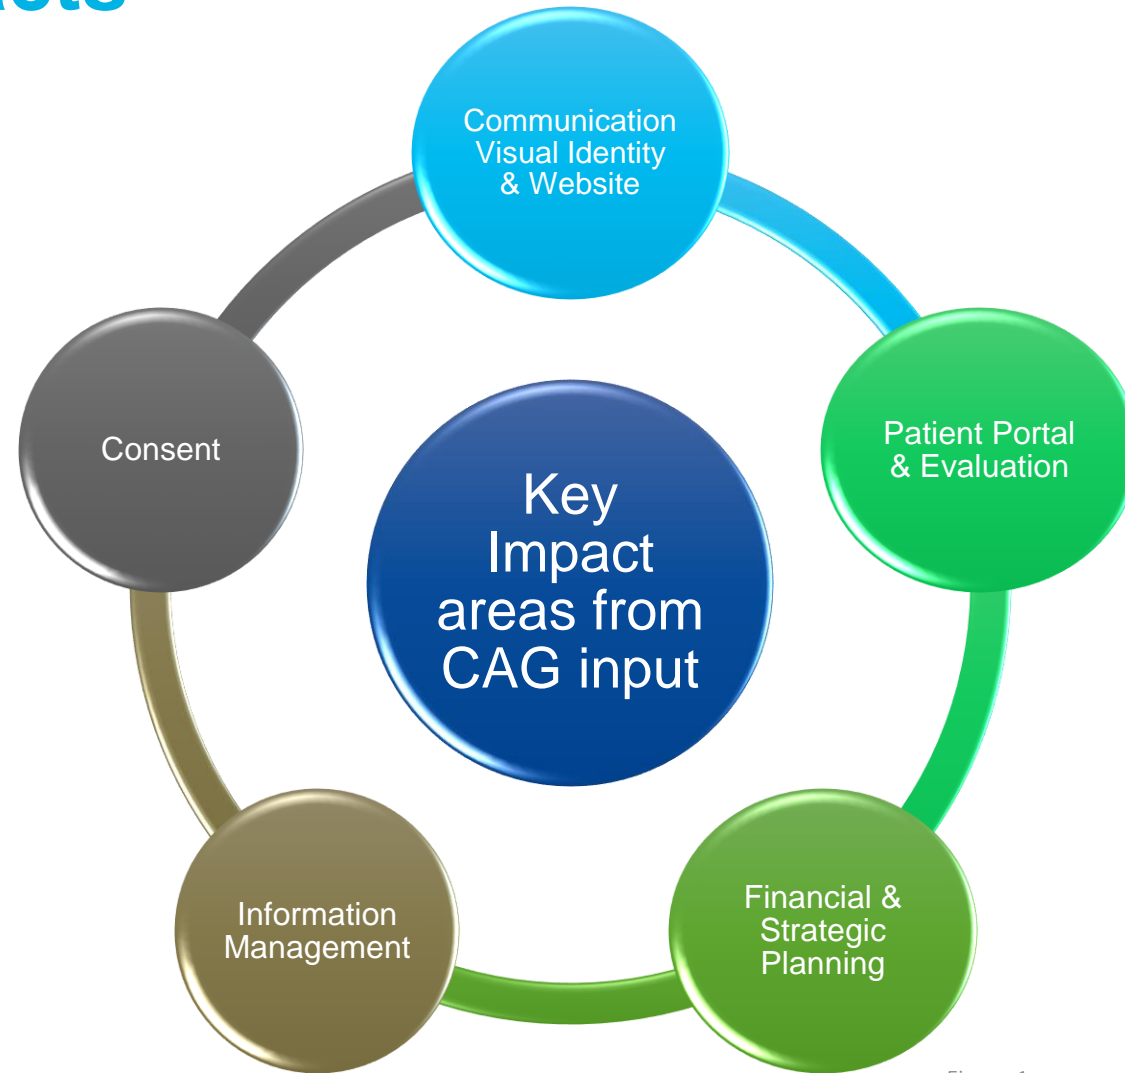 Communication
Visual Identity
& Website
Patient Portal
& Evaluation
Financial &
Strategic
Planning
Information
Management
Consent
Key
Impact
areas from
CAG input